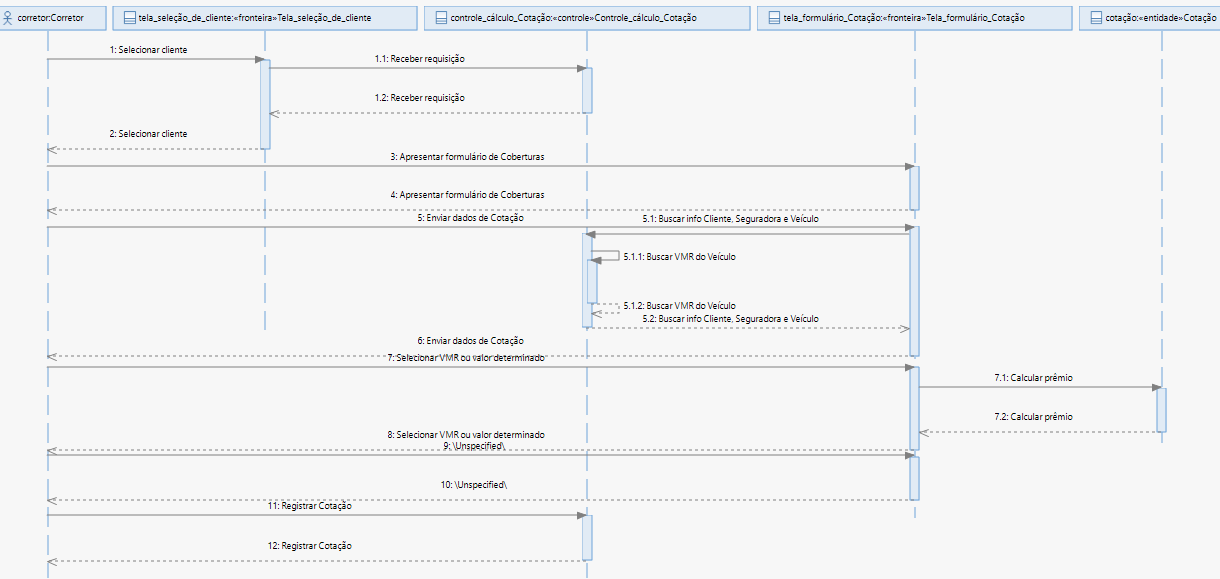 corretor:Corretor
tela_seleção_de_cliente:«fronteira»Tela_seleção_de_cliente
controle_cálculo_Cotação:«controle»Controle_cálculo_Cotação
tela_formulário_Cotação:«fronteira»Tela_formulário_Cotação
cotação:«entidade»Cotação
1: Selecionar cliente
1.1: Receber requisição
1.2: Receber requisição
2: Selecionar cliente
3: Apresentar formulário de Coberturas
4: Apresentar formulário de Coberturas
5: Enviar dados de Cotação
5.1: Buscar info Cliente, Seguradora e Veículo
5.1.1: Buscar VMR do Veículo
5.1.2: Buscar VMR do Veículo
5.2: Buscar info Cliente, Seguradora e Veículo
6: Enviar dados de Cotação
7: Selecionar VMR ou valor determinado
7.1: Calcular prêmio
7.2: Calcular prêmio
8: Selecionar VMR ou valor determinado
9: \Unspecified\
10: \Unspecified\
11: Registrar Cotação
12: Registrar Cotação